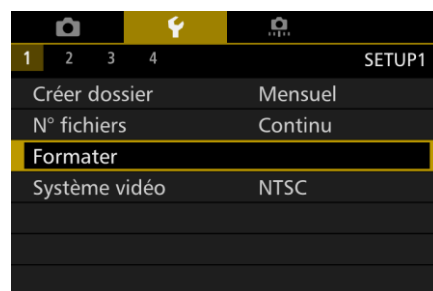 1 2 3 4 SETUP1
Créer dossier Mensuel
N° fichiers Continu
Formater
Système vidéo NTSC